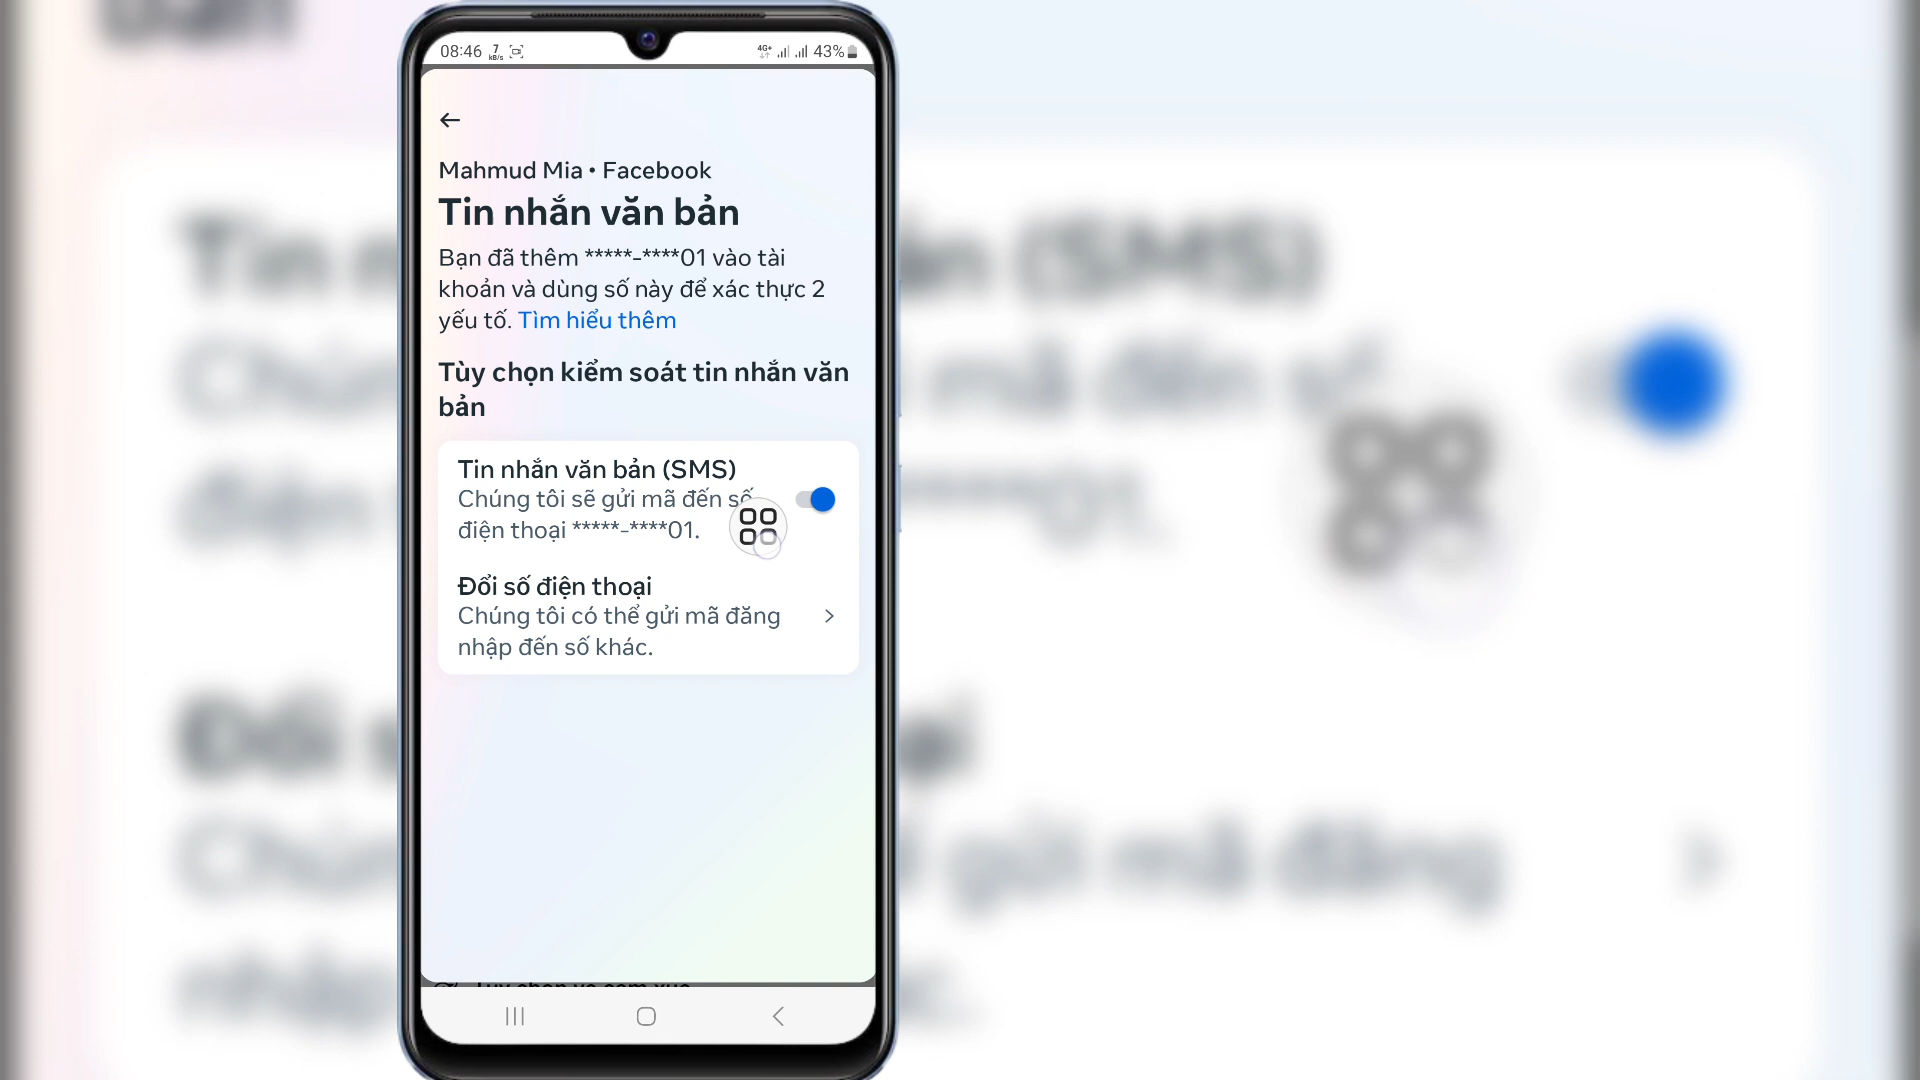 08:46 7 kB/s 4G+ 43%
Mahmud Mia • Facebook
Tin nhắn văn bản
Bạn đã thêm *****-****01 vào tài
khoản và dùng số này để xác thực 2
yếu tố. Tìm hiểu thêm
Tùy chọn kiểm soát tin nhắn văn
bản
Tin nhắn văn bản (SMS)
Chúng tôi sẽ gửi mã đến số
điện thoại *****-****01.
Đổi số điện thoại
Chúng tôi có thể gửi mã đăng
nhập đến số khác.